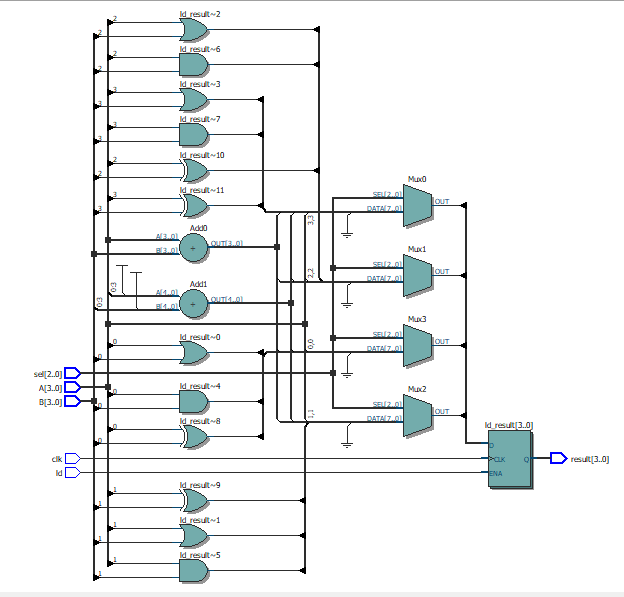 ld_result~2
2
2
ld_result~6
2
2
ld_result~3
3
3
ld_result~7
3
3
ld_result~10
2
2
ld_result~11
3
3
Mux0
SEL[2..0]
OUT
DATA[7..0]
3,3
Add0
A[3..0]
B[3..0]
+
OUT[3..0]
Mux1
SEL[2..0]
OUT
DATA[7..0]
2,2
Add1
0:3
0:3
A[4..0]
B[4..0]
+
OUT[4..0]
Mux3
SEL[2..0]
OUT
DATA[7..0]
0,0
ld_result~0
0
0
sel[2..0]
A[3..0]
B[3..0]
ld_result~4
0
0
Mux2
SEL[2..0]
OUT
DATA[7..0]
1,1
ld_result~8
0
0
ld_result[3..0]
D
CLK
Q
ENA
result[3..0]
clk
ld
ld_result~9
1
1
ld_result~1
1
1
ld_result~5
1
1